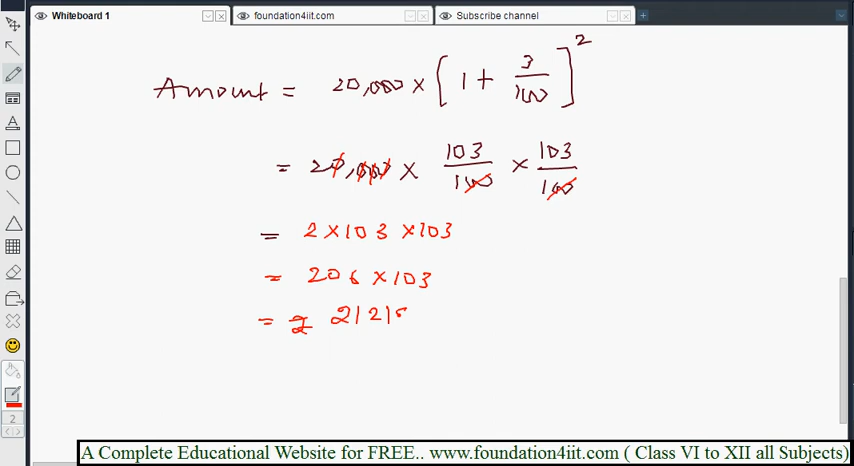 Whiteboard 1 foundation4iit.com Subscribe channel
Amount = 20,000 × [ 1 + 3/100 ]²
= 20,000 × 103/100 × 103/100
= 2 × 103 × 103
= 206 × 103
= 2121
2
A Complete Educational Website for FREE.. www.foundation4iit.com ( Class VI to XII all Subjects)